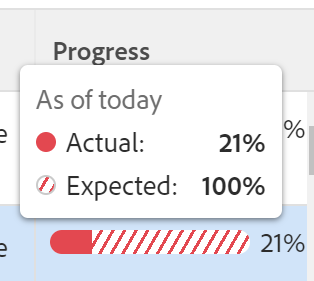 Progress
As of today
Actual: 21%
%
Expected: 100%
21%